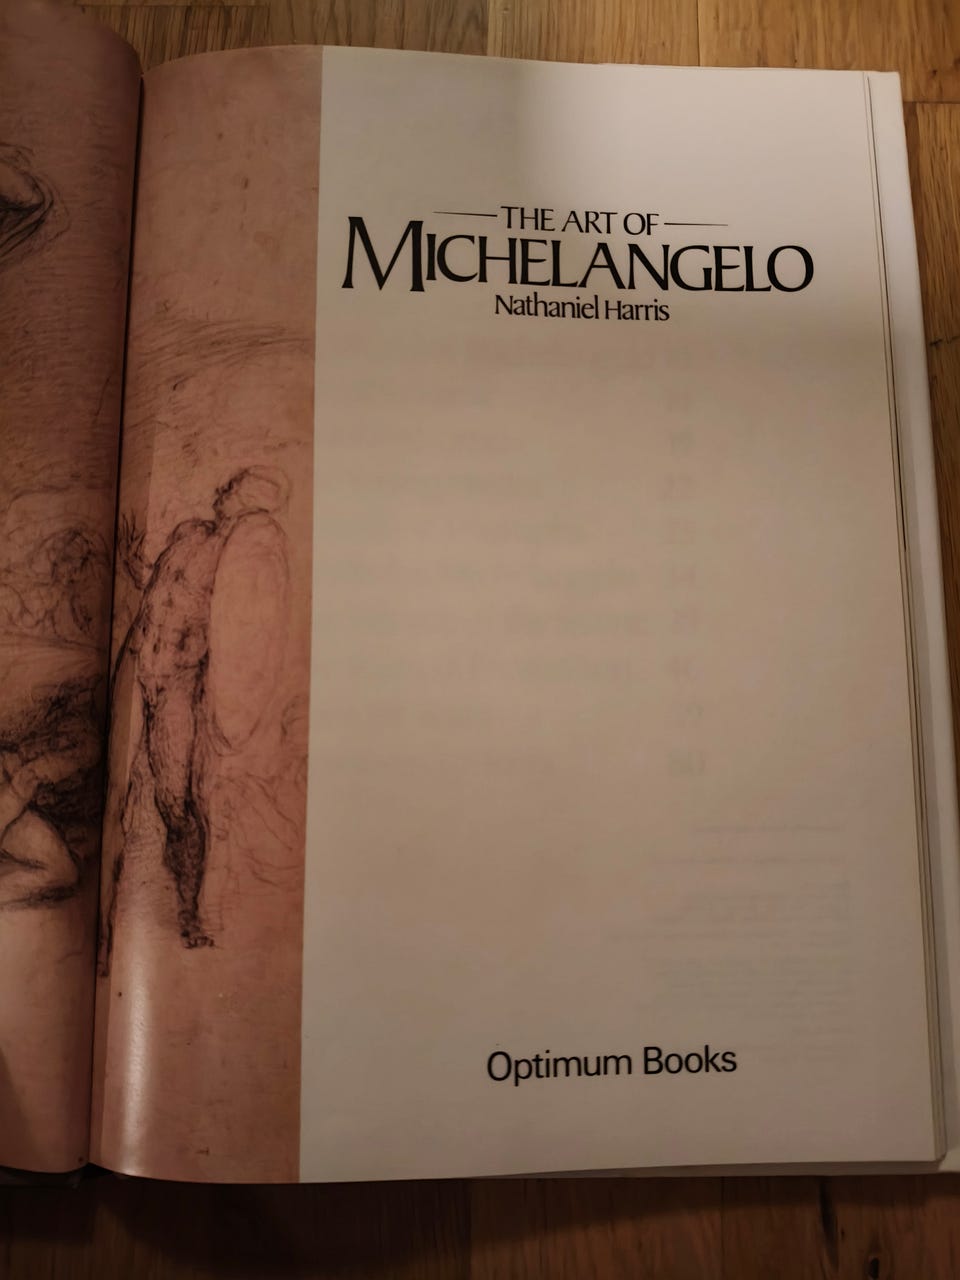 THE ART OF
MICHELANGELO
Nathaniel Harris
Optimum Books